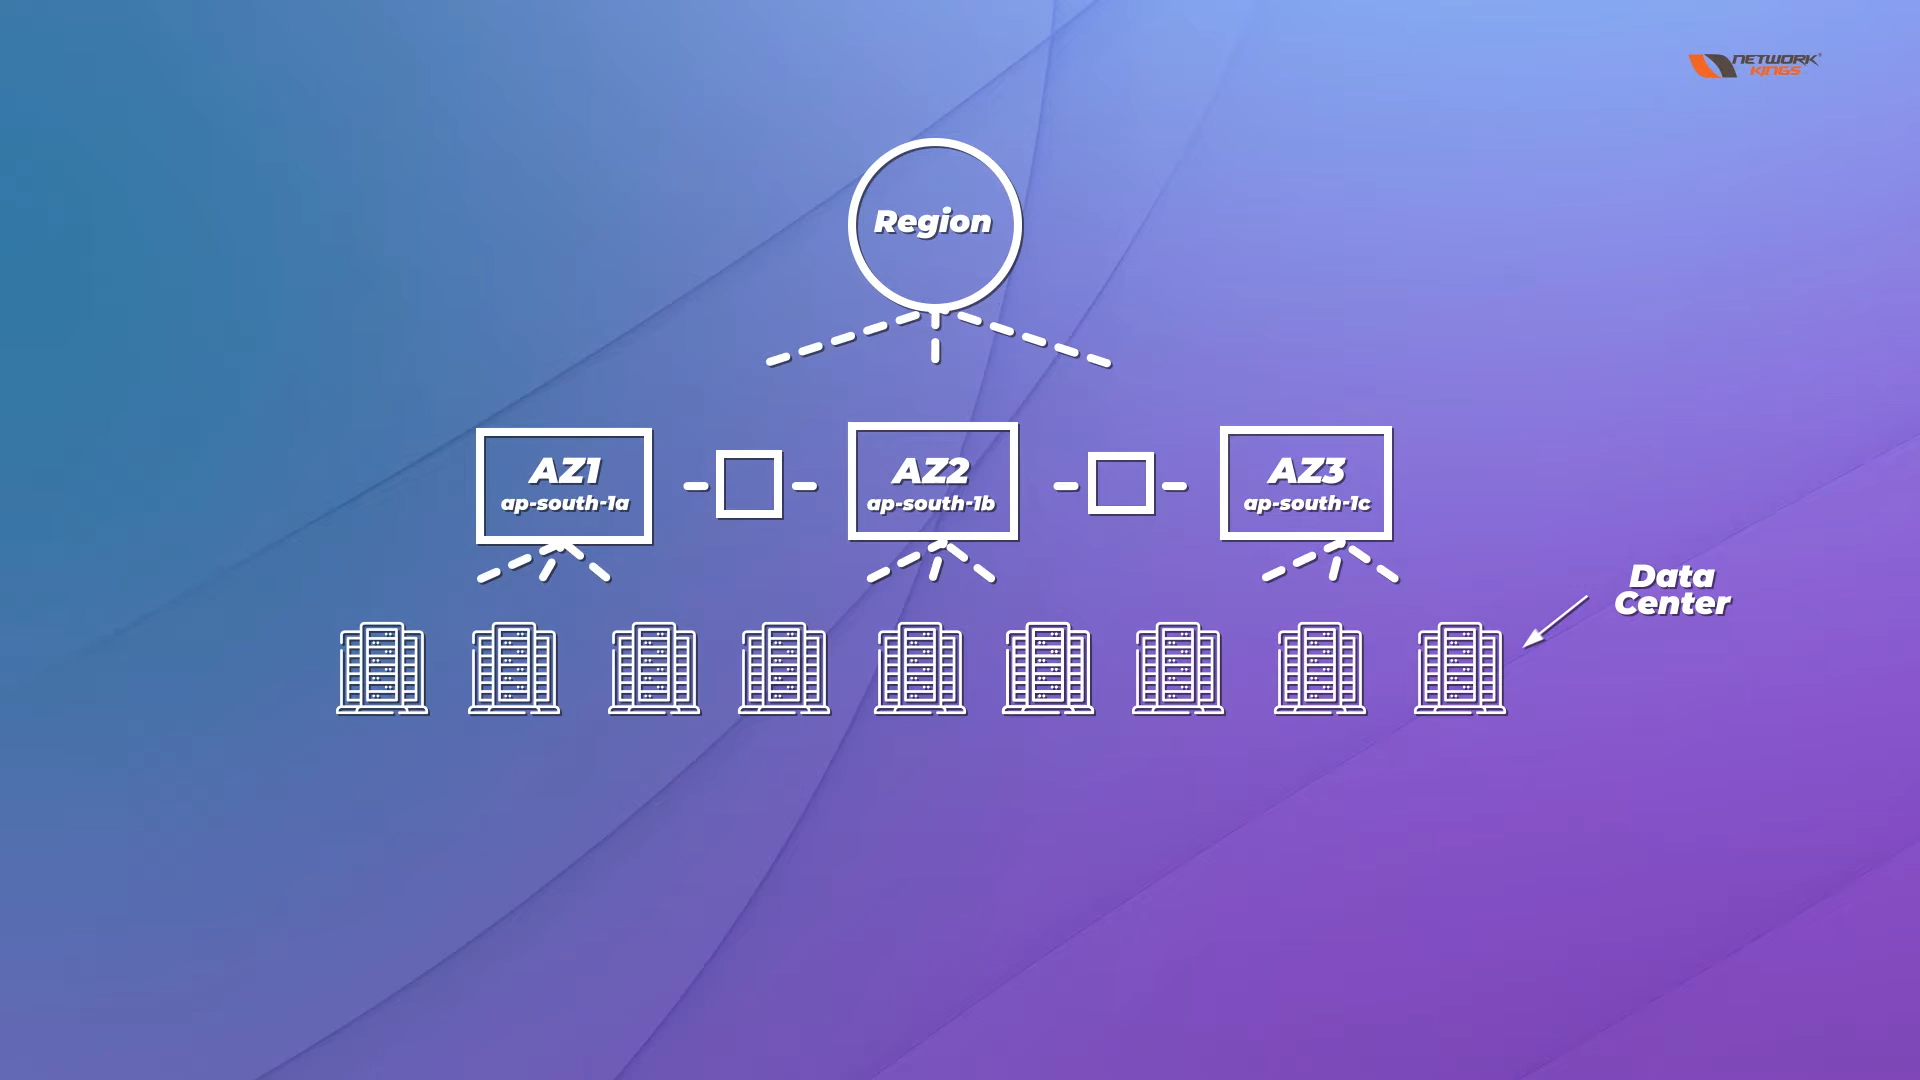 NETWORK
KINGS
Region
AZ1
ap-south-1a
AZ2
ap-south-1b
AZ3
ap-south-1c
Data
Center